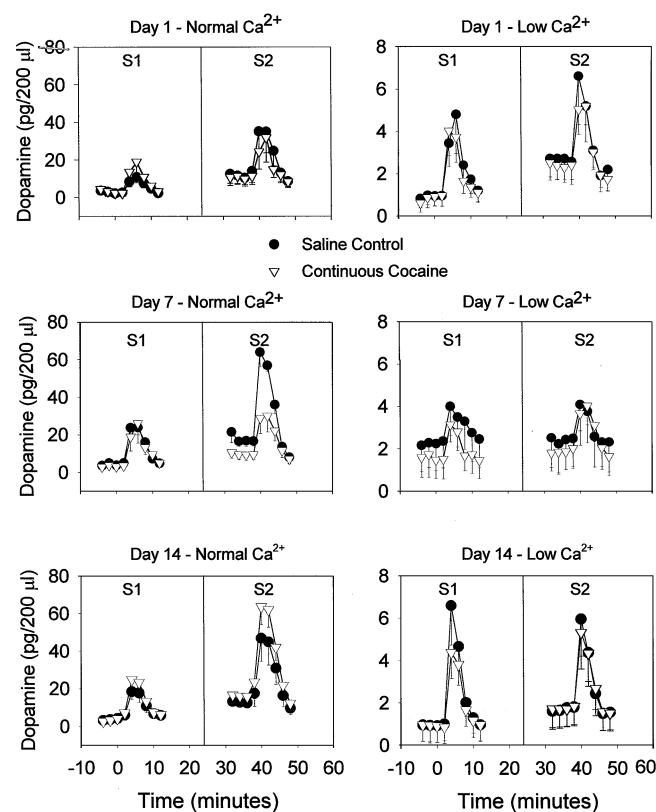 Day 1 - Normal Ca2+
Day 1 - Low Ca2+
80
60
40
20
0
S1
S2
8
6
4
2
0
S1
S2
Dopamine (pg/200 µl)
Saline Control
Continuous Cocaine
Day 7 - Normal Ca2+
Day 7 - Low Ca2+
80
60
40
20
0
S1
S2
8
6
4
2
0
S1
S2
Dopamine (pg/200 µl)
Day 14 - Normal Ca2+
Day 14 - Low Ca2+
80
60
40
20
0
S1
S2
8
6
4
2
0
S1
S2
Dopamine (pg/200 µl)
-10 0 10 20 30 40 50 60
-10 0 10 20 30 40 50 60
Time (minutes)
Time (minutes)